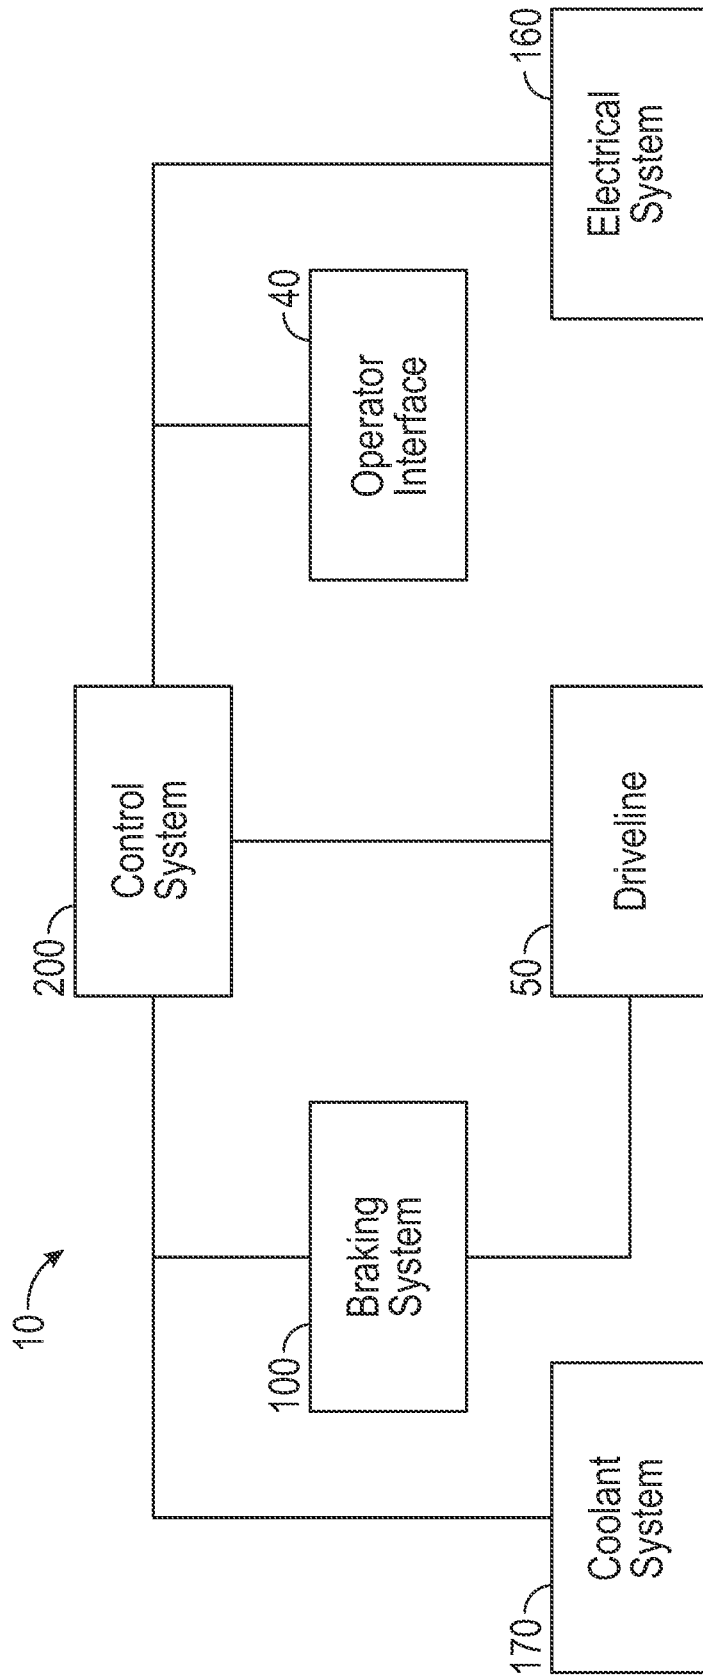 10
200
Control
System
100
Braking
System
40
Operator
Interface
170
Coolant
System
50
Driveline
160
Electrical
System